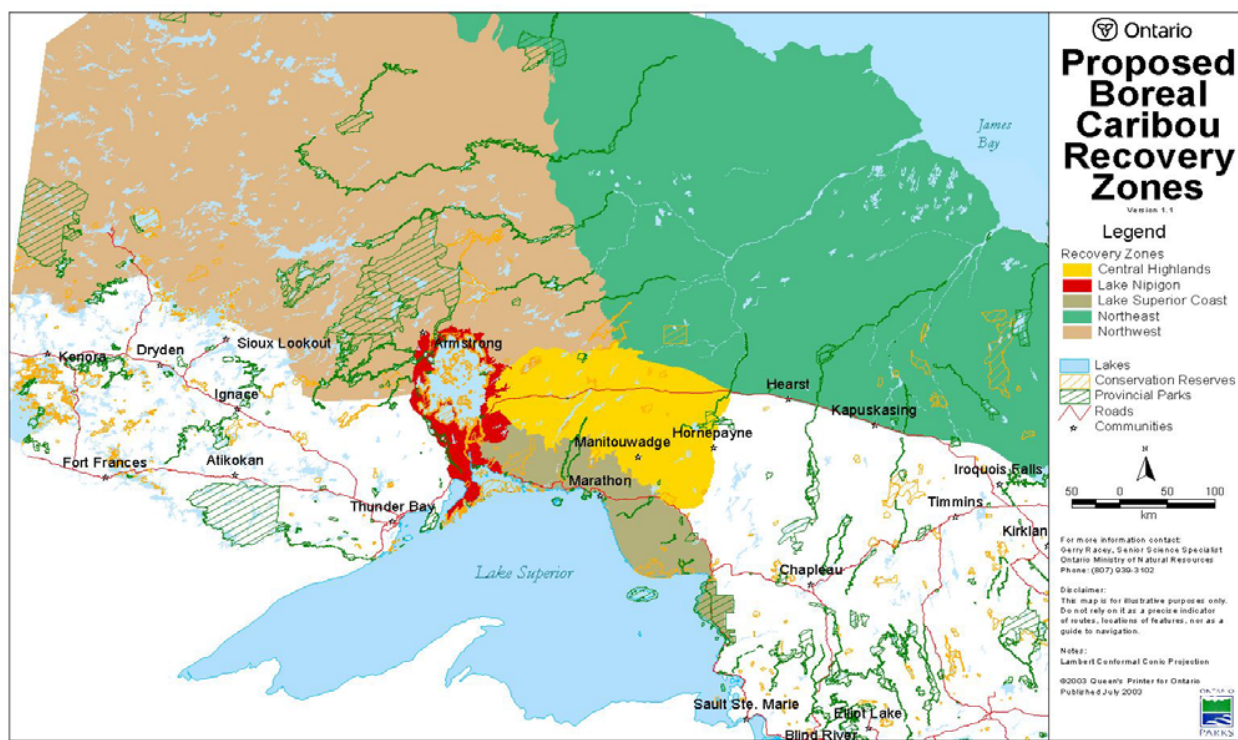 Ontario
Proposed
Boreal
Caribou
Recovery
Zones
Version 1.1
Legend
Recovery Zones
Central Highlands
Lake Nipigon
Lake Superior Coast
Northeast
Northwest
Lakes
Conservation Reserves
Provincial Parks
Roads
Communities
N
50 0 50 100
km
For more information contact:
Gerry Racey, Senior Science Specialist
Ontario Ministry of Natural Resources
Phone: (807) 939-3102
Disclaimer:
This map is for illustrative purposes only.
Do not rely on it as a precise indicator
of routes, locations of features, nor as a
guide to navigation.
Notes:
Lambert Conformal Conic Projection
©2003 Queen's Printer for Ontario
Published July 2003
ONTARIO
PARKS
James
Bay
Armstrong
Sioux Lookout
Dryden
Kenora
Ignace
Hearst
Kapuskasing
Hornepayne
Manitouwadge
Fort Frances
Atikokan
Marathon
Iroquois Falls
Thunder Bay
Timmins
Kirklan
Lake Superior
Chapleau
Sault Ste. Marie
Elliot Lake
Blind River